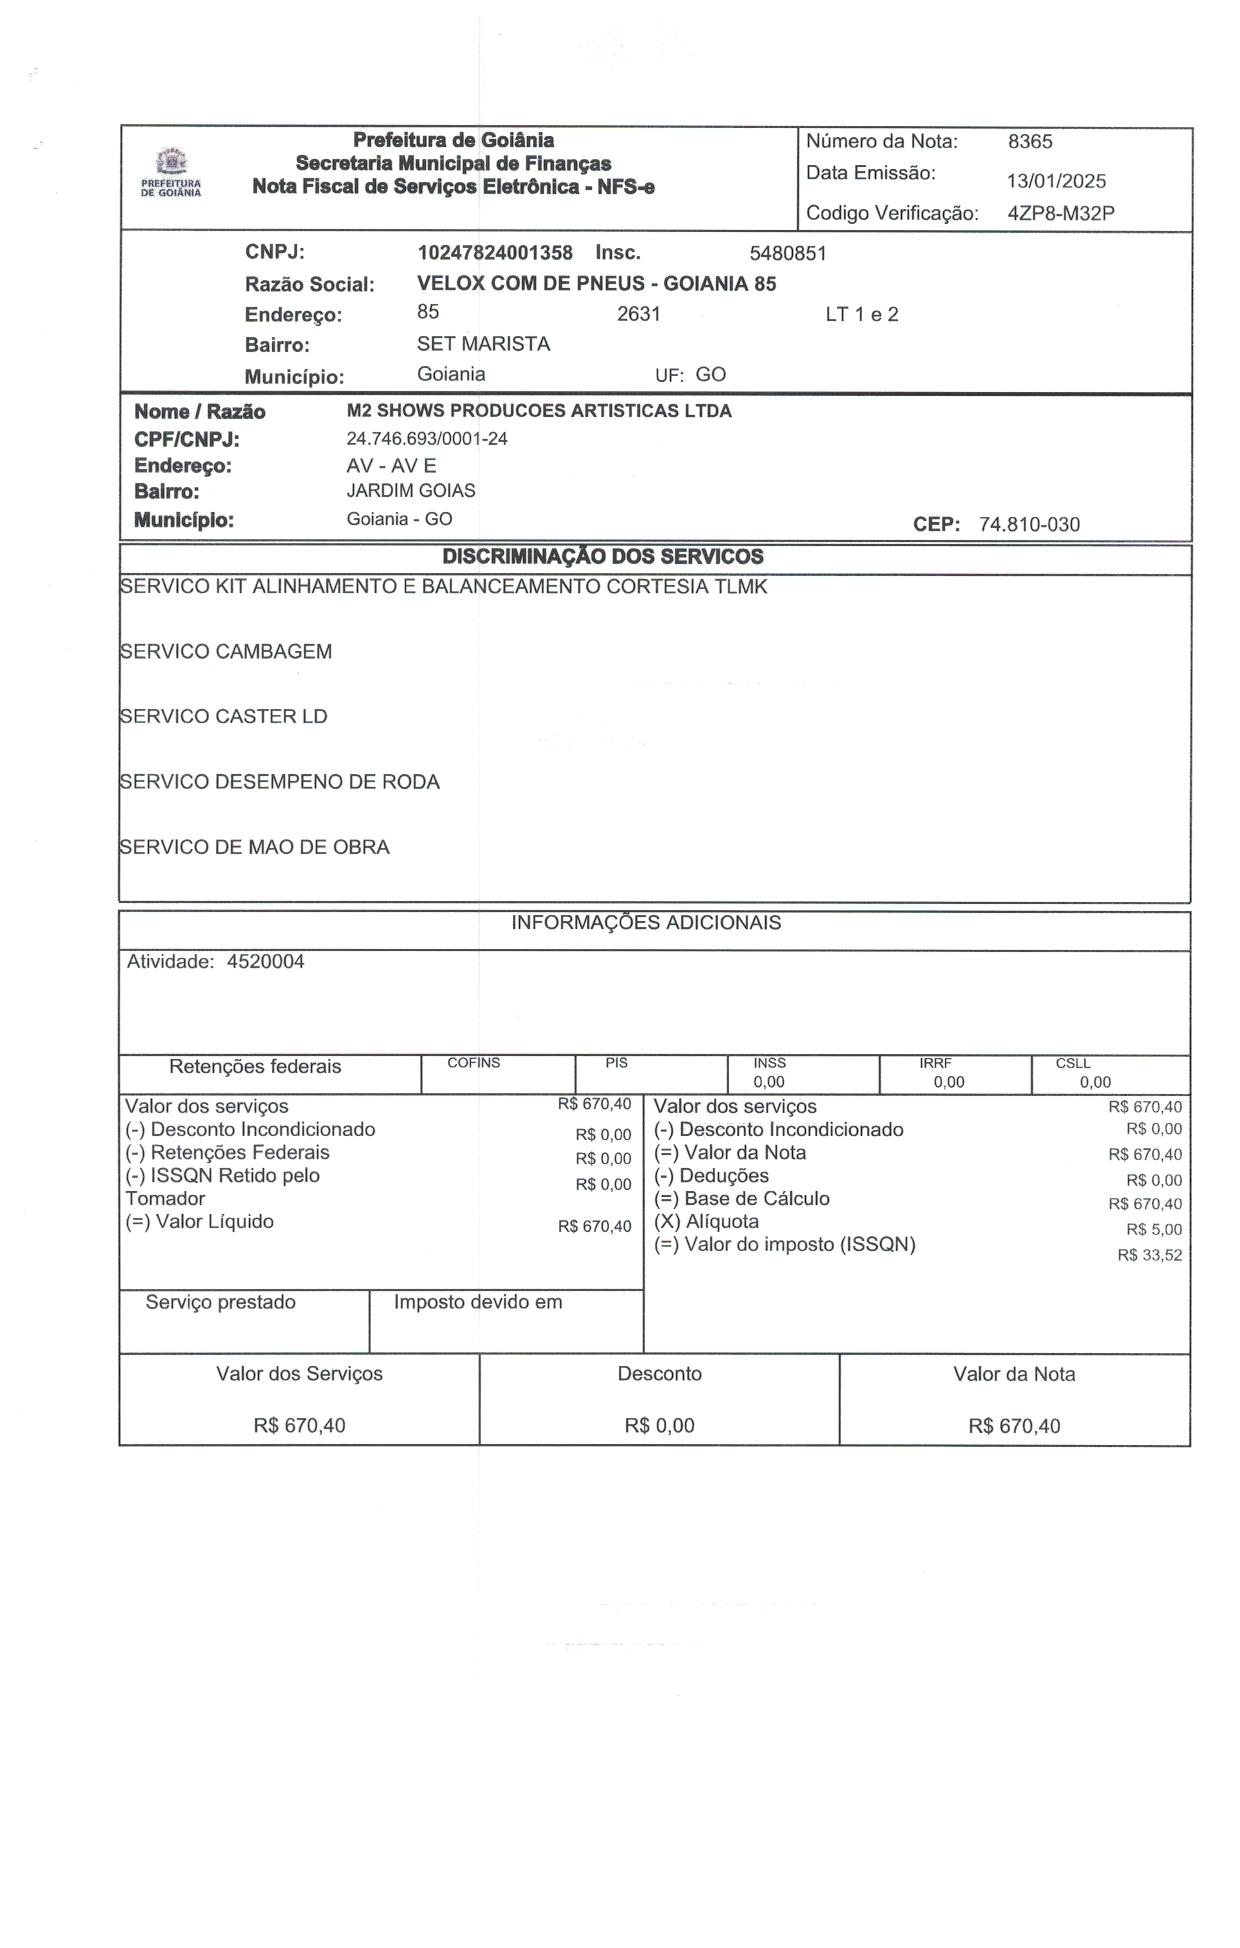 PREFEITURA
DE GOIÂNIA
Prefeitura de Goiânia
Secretaria Municipal de Finanças
Nota Fiscal de Serviços Eletrônica - NFS-e
Número da Nota: 8365
Data Emissão: 13/01/2025
Codigo Verificação: 4ZP8-M32P
CNPJ: 10247824001358 Insc. 5480851
Razão Social: VELOX COM DE PNEUS - GOIANIA 85
Endereço: 85 2631 LT 1 e 2
Bairro: SET MARISTA
Município: Goiania UF: GO
Nome / Razão M2 SHOWS PRODUCOES ARTISTICAS LTDA
CPF/CNPJ: 24.746.693/0001-24
Endereço: AV - AV E
Bairro: JARDIM GOIAS
Município: Goiania - GO CEP: 74.810-030
DISCRIMINAÇÃO DOS SERVICOS
SERVICO KIT ALINHAMENTO E BALANCEAMENTO CORTESIA TLMK
SERVICO CAMBAGEM
SERVICO CASTER LD
SERVICO DESEMPENO DE RODA
SERVICO DE MAO DE OBRA
INFORMAÇÕES ADICIONAIS
Atividade: 4520004
Retenções federais COFINS PIS INSS IRRF CSLL
0,00 0,00 0,00
Valor dos serviços R$ 670,40
(-) Desconto Incondicionado R$ 0,00
(-) Retenções Federais R$ 0,00
(-) ISSQN Retido pelo R$ 0,00
Tomador
(=) Valor Líquido R$ 670,40
Valor dos serviços R$ 670,40
(-) Desconto Incondicionado R$ 0,00
(=) Valor da Nota R$ 670,40
(-) Deduções R$ 0,00
(=) Base de Cálculo R$ 670,40
(X) Alíquota R$ 5,00
(=) Valor do imposto (ISSQN) R$ 33,52
Serviço prestado Imposto devido em
Valor dos Serviços Desconto Valor da Nota
R$ 670,40 R$ 0,00 R$ 670,40